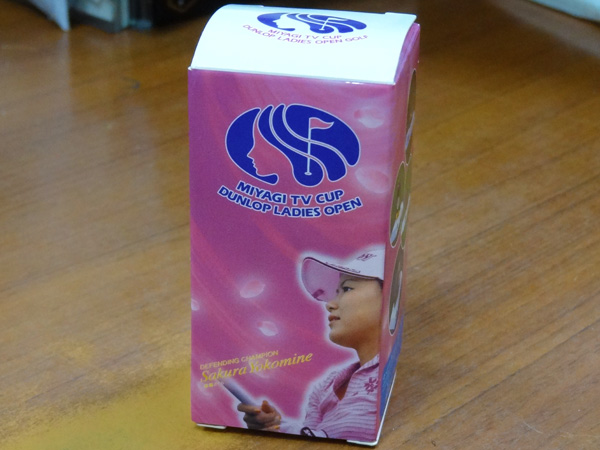 MIYAGI TV CUP
DUNLOP LADIES OPEN GOLF
MIYAGI TV CUP
DUNLOP LADIES OPEN
DEFENDING CHAMPION
Sakura Yokomine